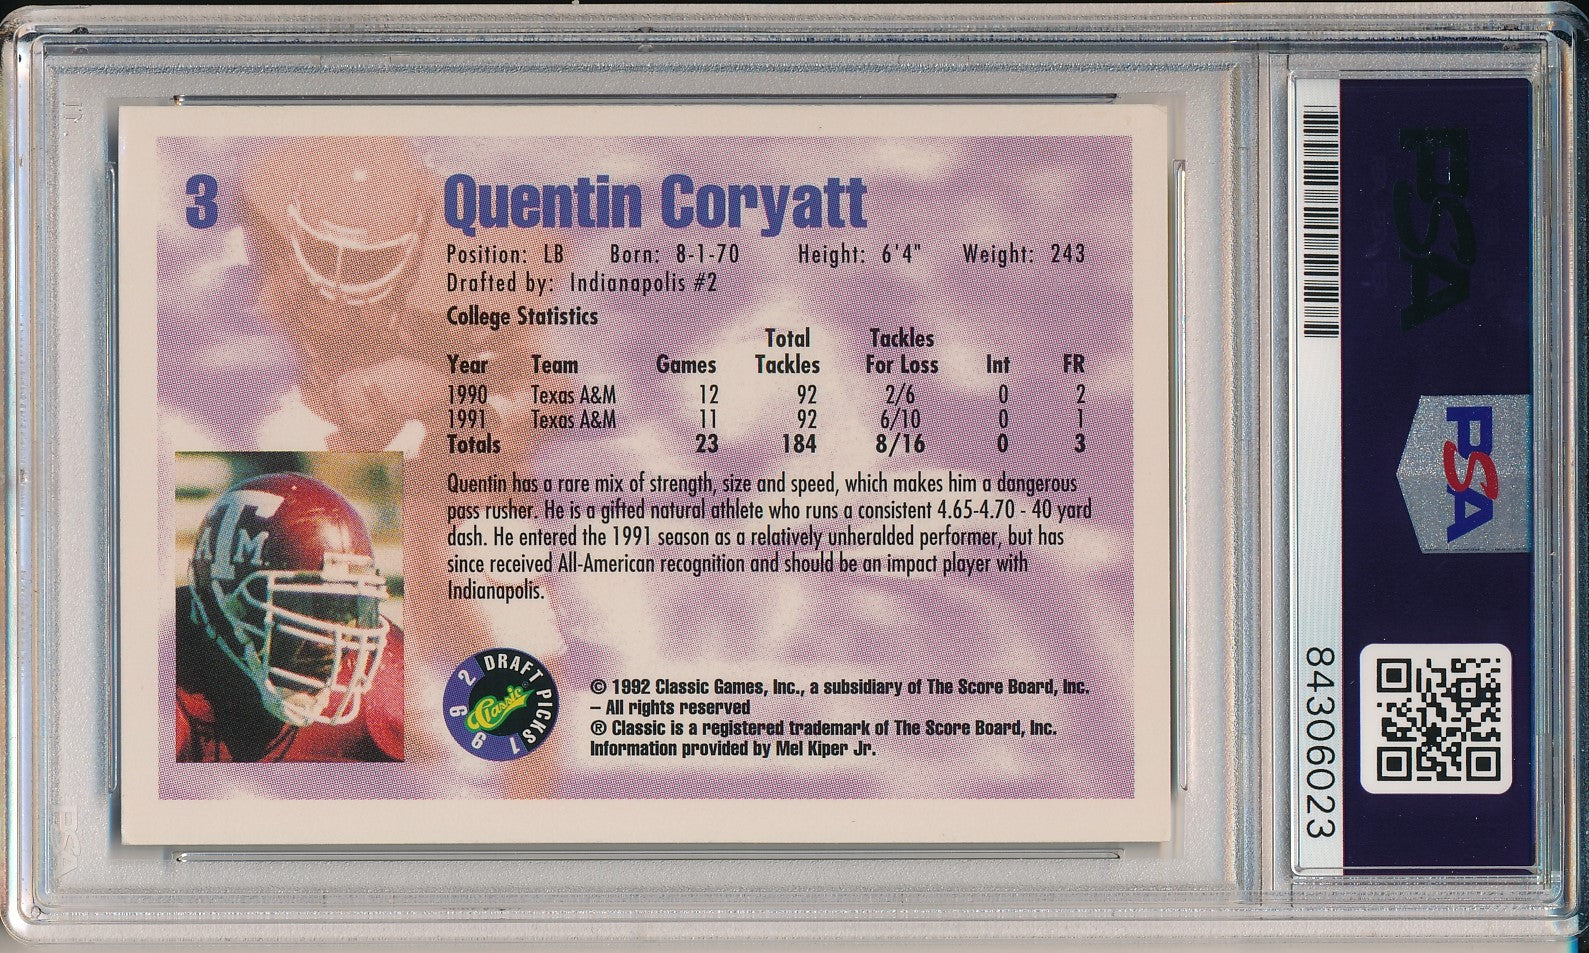 3
Quentin Coryatt
Position: LB Born: 8-1-70 Height: 6'4" Weight: 243
Drafted by: Indianapolis #2
College Statistics
Total Tackles
Year Team Games Tackles For Loss Int FR
1990 Texas A&M 12 92 2/6 0 2
1991 Texas A&M 11 92 6/10 0 1
Totals 23 184 8/16 0 3
Quentin has a rare mix of strength, size and speed, which makes him a dangerous
pass rusher. He is a gifted natural athlete who runs a consistent 4.65-4.70 - 40 yard
dash. He entered the 1991 season as a relatively unheralded performer, but has
since received All-American recognition and should be an impact player with
Indianapolis.
ATM
1992 DRAFT PICKS
Classic
© 1992 Classic Games, Inc., a subsidiary of The Score Board, Inc.
– All rights reserved
® Classic is a registered trademark of The Score Board, Inc.
Information provided by Mel Kiper Jr.
PSA
PSA
84306023
PSA